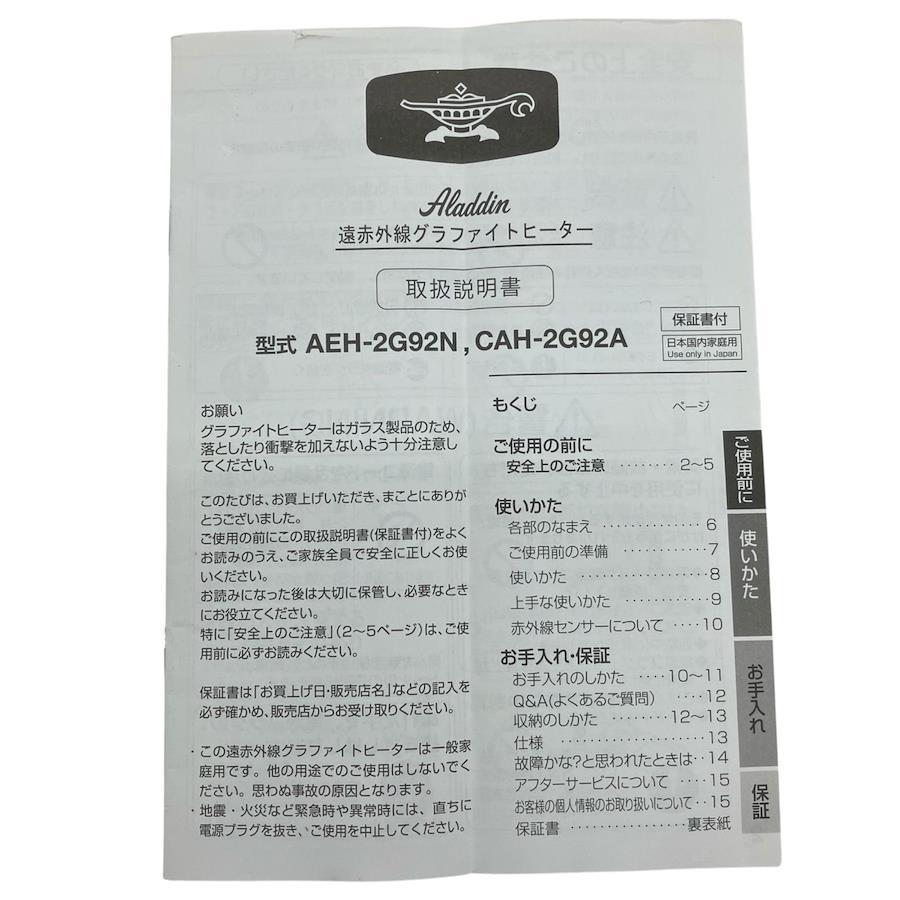 Aladdin
遠赤外線グラファイトヒーター
取扱説明書
型式 AEH-2G92N , CAH-2G92A
保証書付
日本国内家庭用
Use only in Japan
お願い
グラファイトヒーターはガラス製品のため、
落としたり衝撃を加えないよう十分注意し
てください。
このたびは、お買上げいただき、まことにありが
とうございました。
ご使用の前にこの取扱説明書(保証書付)をよく
お読みのうえ、ご家族全員で安全に正しくお使
いください。
お読みになった後は大切に保管し、必要なとき
にお役立てください。
特に「安全上のご注意」(2〜5ページ)は、ご使
用前に必ずお読みください。
保証書は「お買上げ日・販売店名」などの記入を
必ず確かめ、販売店からお受け取りください。
・この遠赤外線グラファイトヒーターは一般家
庭用です。他の用途でのご使用はしないでく
ださい。思わぬ事故の原因となります。
・地震・火災など緊急時や異常時には、直ちに
電源プラグを抜き、ご使用を中止してください。
もくじ ページ
ご使用の前に
安全上のご注意 ········ 2〜5
使いかた
各部のなまえ ·············· 6
ご使用前の準備 ············ 7
使いかた ················· 8
上手な使いかた ············ 9
赤外線センサーについて ···· 10
お手入れ・保証
お手入れのしかた ···· 10〜11
Q&A(よくあるご質問) ···· 12
収納のしかた ········ 12〜13
仕様 ··················· 13
故障かな?と思われたときは·· 14
アフターサービスについて ···· 15
お客様の個人情報のお取り扱いについて·· 15
保証書 ················ 裏表紙
ご使用前に
使いかた
お手入れ
保証